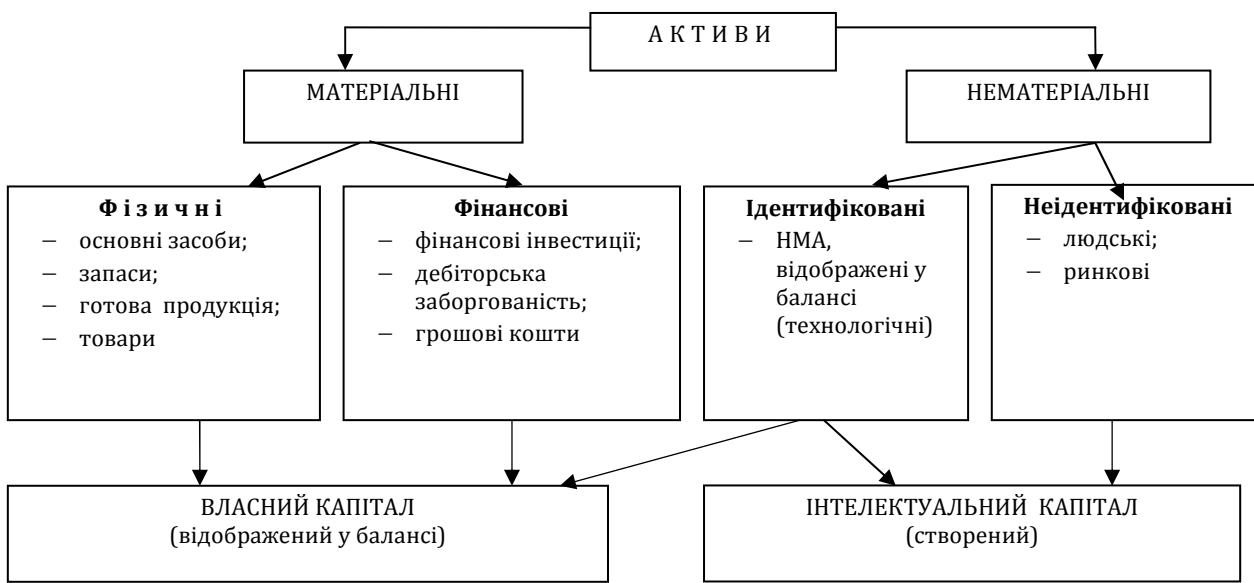 А К Т И В И
МАТЕРІАЛЬНІ
НЕМАТЕРІАЛЬНІ
Ф і з и ч н і
– основні засоби;
– запаси;
– готова продукція;
– товари
Фінансові
– фінансові інвестиції;
– дебіторська
заборгованість;
– грошові кошти
Ідентифіковані
– НМА,
відображені у
балансі
(технологічні)
Неідентифіковані
– людські;
– ринкові
ВЛАСНИЙ КАПІТАЛ
(відображений у балансі)
ІНТЕЛЕКТУАЛЬНИЙ КАПІТАЛ
(створений)